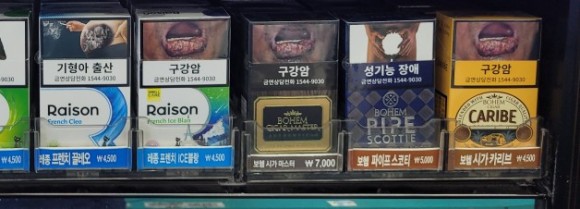 9030
₩ 4,500
기형아 출산
금연상담전화 1544-9030
Raison
French Cleo
레종 프렌치 끌레오 ₩ 4,500
구강암
금연상담전화 1544-9030
Raison
French Ice Blast
레종 프렌치 ICE블랑 ₩ 4,500
구강암
금연상담전화 1544-9030
BOHEM
CIGAR MASTER
보헴 시가 마스터 ₩ 7,000
성기능 장애
금연상담전화 1544-9030
BOHEM
PIPE
SCOTTIE
보헴 파이프 스코티 ₩ 5,000
구강암
금연상담전화 1544-9030
BOHEM
CIGAR
CARIBE
보헴 시가 카리브 ₩ 4,500